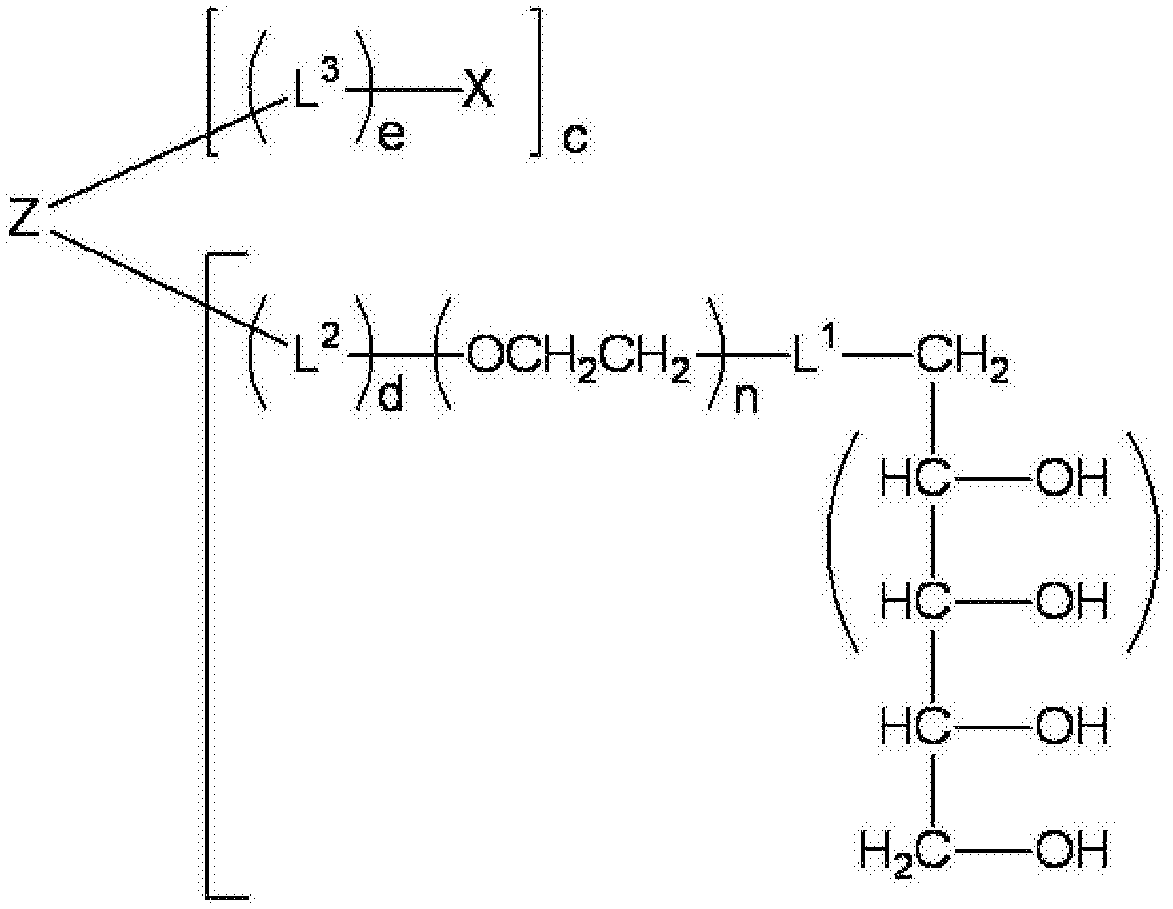 L³ X
e c
Z
L² OCH₂CH₂ L¹ CH₂
d n
HC OH
HC OH
HC OH
H₂C OH